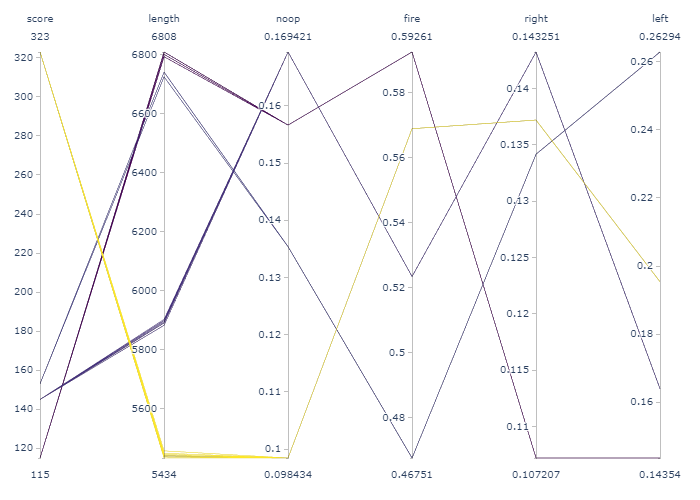 score length noop fire right left
323 6808 0.169421 0.59261 0.143251 0.26294
320 6800 0.16 0.58 0.14 0.26
300 6600 0.15 0.56 0.135 0.24
280 6400 0.14 0.54 0.13 0.22
260 6200 0.13 0.52 0.125 0.2
240 6000 0.12 0.5 0.12 0.18
220 5800 0.11 0.48 0.115 0.16
200 5600 0.1 0.11
180
160
140
120
115 5434 0.098434 0.46751 0.107207 0.14354